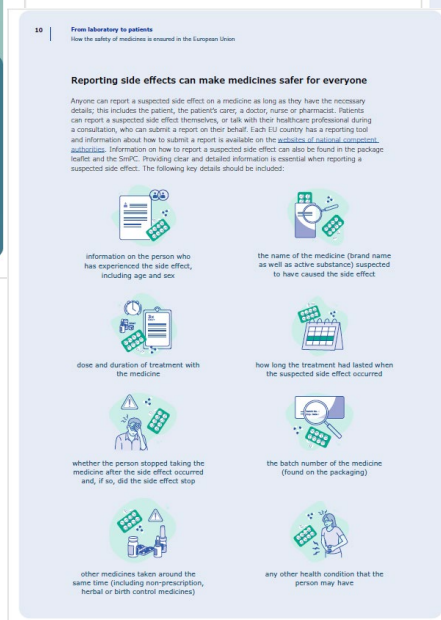 10
From laboratory to patients
How the safety of medicines is ensured in the European Union
Reporting side effects can make medicines safer for everyone
Anyone can report a suspected side effect on a medicine as long as they have the necessary
details; this includes the patient, the patient's carer, a doctor, nurse or pharmacist. Patients
can report a suspected side effect themselves, or talk with their healthcare professional during
a consultation, who can submit a report on their behalf. Each EU country has a reporting tool
and information about how to submit a report is available on the websites of national competent
authorities. Information on how to report a suspected side effect can also be found in the package
leaflet and the SmPC. Providing clear and detailed information is essential when reporting a
suspected side effect. The following key details should be included:
information on the person who
has experienced the side effect,
including age and sex
the name of the medicine (brand name
as well as active substance) suspected
to have caused the side effect
dose and duration of treatment with
the medicine
how long the treatment had lasted when
the suspected side effect occurred
whether the person stopped taking the
medicine after the side effect occurred
and, if so, did the side effect stop
the batch number of the medicine
(found on the packaging)
other medicines taken around the
same time (including non-prescription,
herbal or birth control medicines)
any other health condition that the
person may have